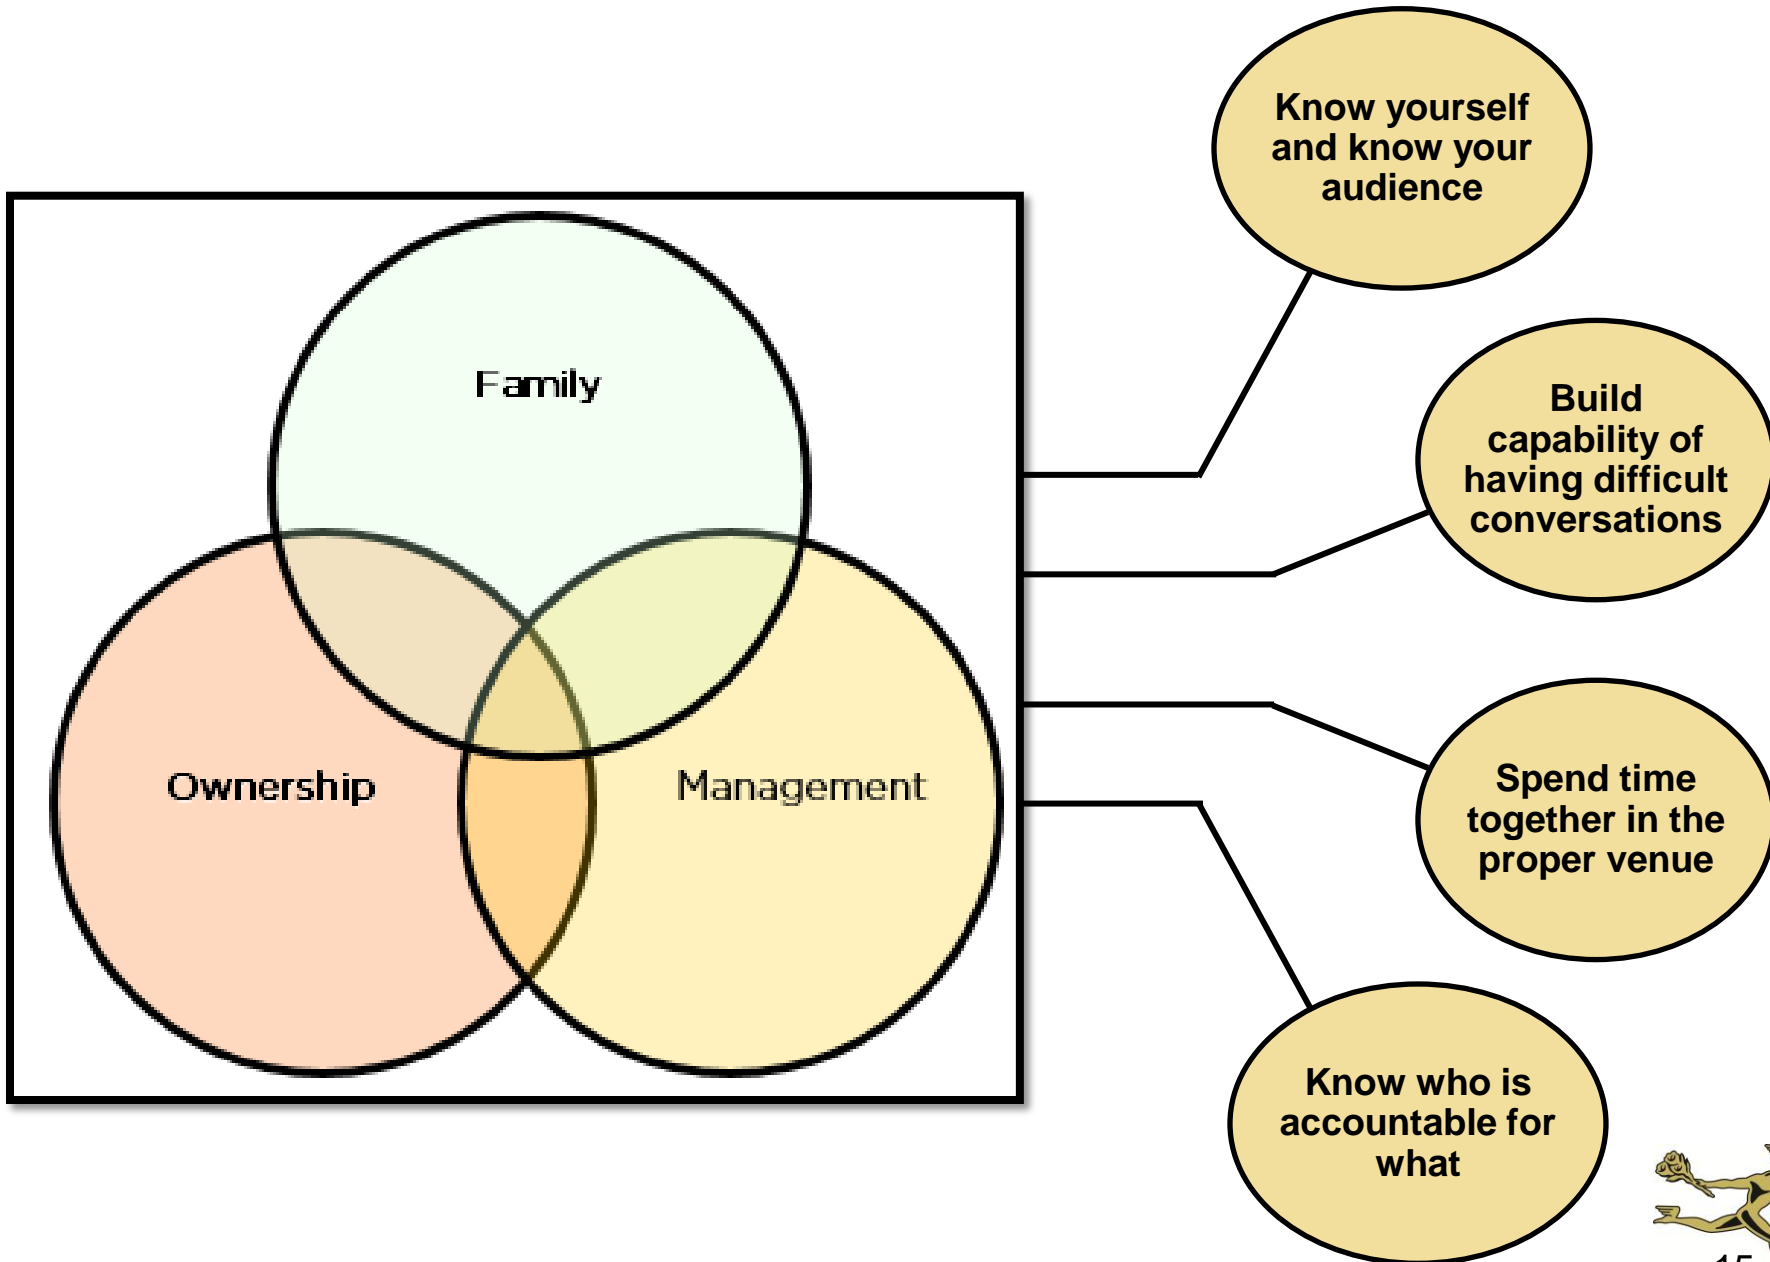 Know yourself
and know your
audience
Family
Build
capability of
having difficult
conversations
Ownership
Management
Spend time
together in the
proper venue
Know who is
accountable for
what
15